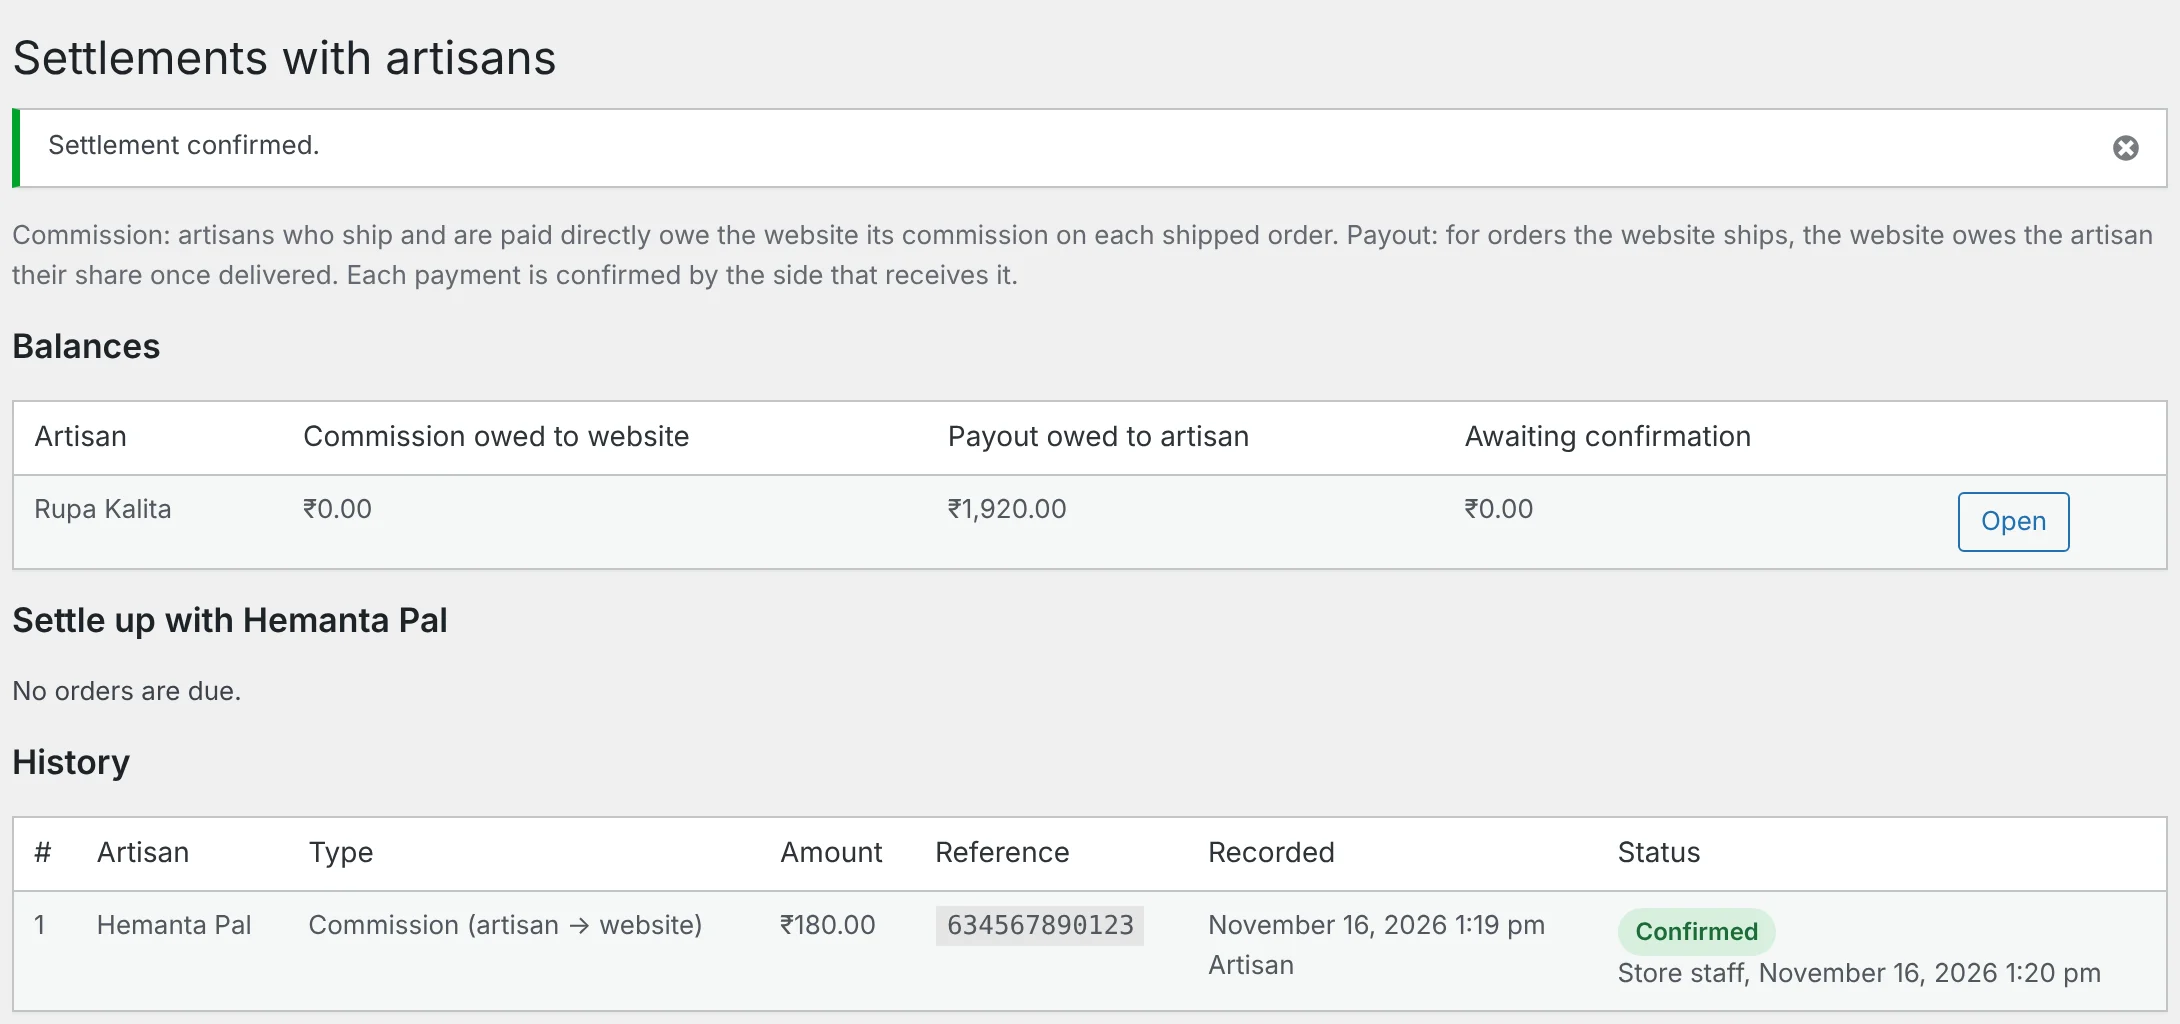 Settlements with artisans
Settlement confirmed.
Commission: artisans who ship and are paid directly owe the website its commission on each shipped order. Payout: for orders the website ships, the website owes the artisan
their share once delivered. Each payment is confirmed by the side that receives it.
Balances
Artisan Commission owed to website Payout owed to artisan Awaiting confirmation
Rupa Kalita ₹0.00 ₹1,920.00 ₹0.00 Open
Settle up with Hemanta Pal
No orders are due.
History
# Artisan Type Amount Reference Recorded Status
1 Hemanta Pal Commission (artisan → website) ₹180.00 634567890123 November 16, 2026 1:19 pm Confirmed
Artisan Store staff, November 16, 2026 1:20 pm